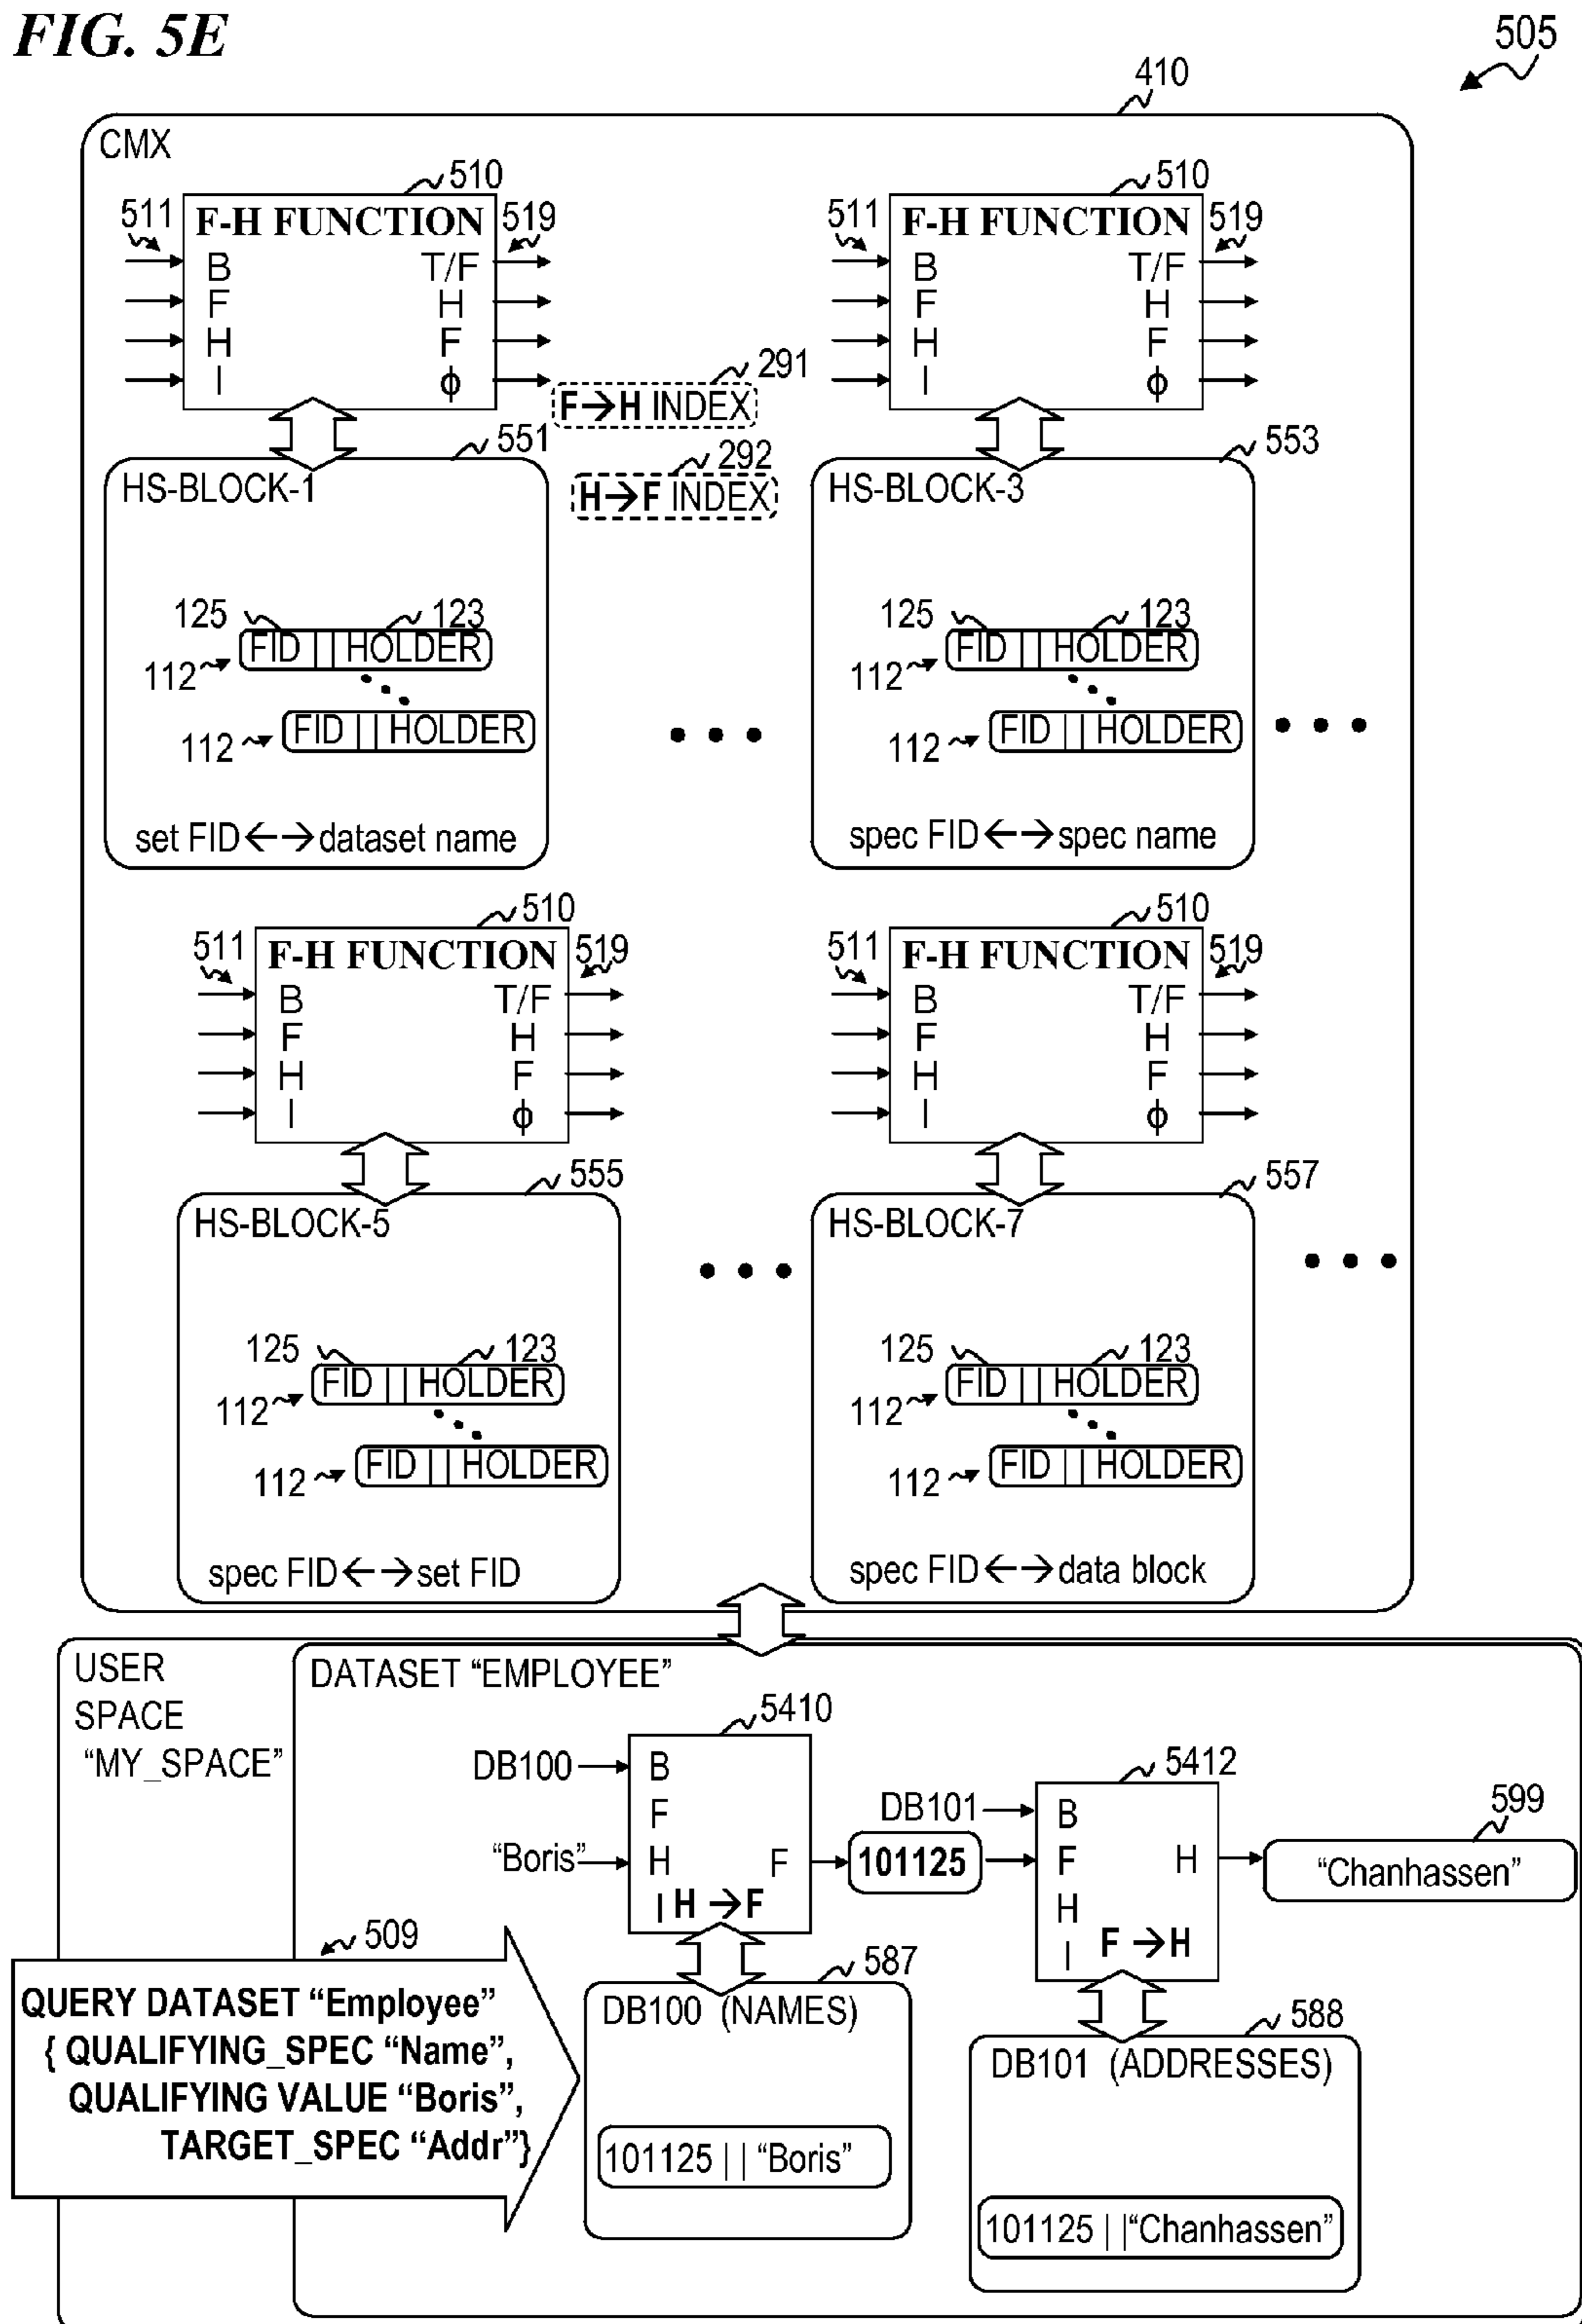 FIG. 5E
505
410
CMX
510
511
F-H FUNCTION
519
B T/F
F H
H F
I ϕ
510
511
F-H FUNCTION
519
B T/F
F H
H F
I ϕ
291
F→H INDEX
292
H→F INDEX
551
HS-BLOCK-1
125
123
FID || HOLDER
112
FID || HOLDER
112
set FID←→dataset name
553
HS-BLOCK-3
125
123
FID || HOLDER
112
FID || HOLDER
112
spec FID←→spec name
510
511
F-H FUNCTION
519
B T/F
F H
H F
I ϕ
510
511
F-H FUNCTION
519
B T/F
F H
H F
I ϕ
555
HS-BLOCK-5
125
123
FID || HOLDER
112
FID || HOLDER
112
spec FID←→set FID
557
HS-BLOCK-7
125
123
FID || HOLDER
112
FID || HOLDER
112
spec FID←→data block
USER
SPACE
“MY_SPACE”
DATASET “EMPLOYEE”
5410
DB100
B
F
“Boris”
H F
I H→F
101125
5412
DB101
B
F H
H
I F→H
599
“Chanhassen”
509
QUERY DATASET “Employee”
{ QUALIFYING_SPEC “Name”,
QUALIFYING VALUE “Boris”,
TARGET_SPEC “Addr”}
587
DB100 (NAMES)
101125 || “Boris”
588
DB101 (ADDRESSES)
101125 ||“Chanhassen”